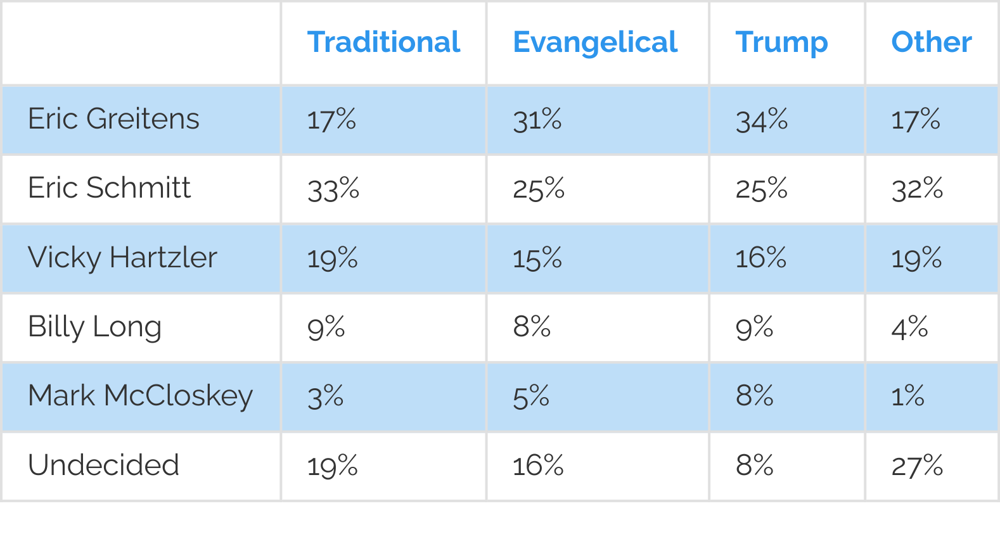 Traditional Evangelical Trump Other
Eric Greitens 17% 31% 34% 17%
Eric Schmitt 33% 25% 25% 32%
Vicky Hartzler 19% 15% 16% 19%
Billy Long 9% 8% 9% 4%
Mark McCloskey 3% 5% 8% 1%
Undecided 19% 16% 8% 27%